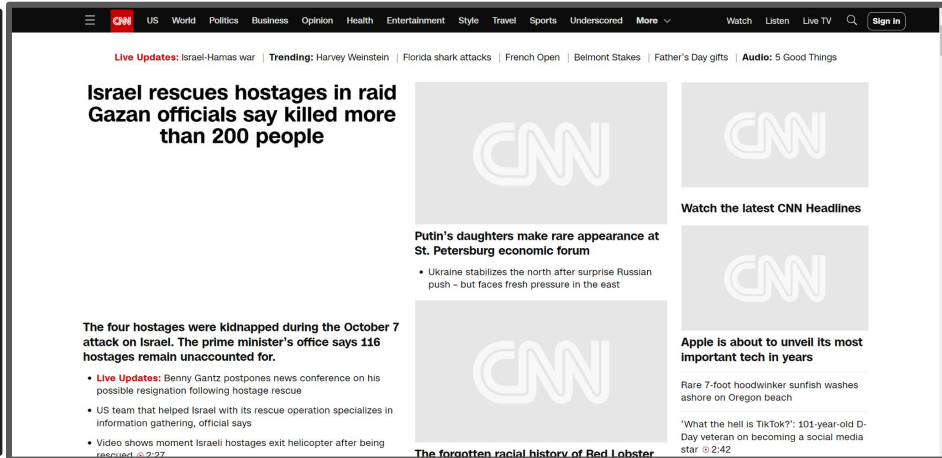 CNN US World Politics Business Opinion Health Entertainment Style Travel Sports Underscored More Watch Listen Live TV Sign in
Live Updates: Israel-Hamas war | Trending: Harvey Weinstein | Florida shark attacks | French Open | Belmont Stakes | Father's Day gifts | Audio: 5 Good Things
Israel rescues hostages in raid
Gazan officials say killed more
than 200 people
The four hostages were kidnapped during the October 7
attack on Israel. The prime minister's office says 116
hostages remain unaccounted for.
• Live Updates: Benny Gantz postpones news conference on his
possible resignation following hostage rescue
• US team that helped Israel with its rescue operation specializes in
information gathering, official says
• Video shows moment Israeli hostages exit helicopter after being
rescued 2:27
CNN
Putin's daughters make rare appearance at
St. Petersburg economic forum
• Ukraine stabilizes the north after surprise Russian
push – but faces fresh pressure in the east
CNN
The forgotten racial history of Red Lobster
CNN
Watch the latest CNN Headlines
CNN
Apple is about to unveil its most
important tech in years
Rare 7-foot hoodwinker sunfish washes
ashore on Oregon beach
'What the hell is TikTok?': 101-year-old D-
Day veteran on becoming a social media
star 2:42